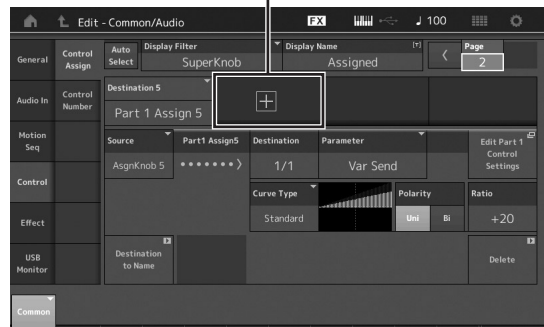 Edit - Common/Audio
FX
100
General
Control Assign
Auto Select
Display Filter
SuperKnob
Display Name
[T]
Assigned
Page
2
Audio In
Control Number
Destination 5
Part 1 Assign 5
Motion Seq
Source
AsgnKnob 5
Part1 Assign5
Destination
1/1
Parameter
Var Send
Edit Part 1 Control Settings
Control
Curve Type
Standard
Polarity
Uni
Bi
Ratio
+20
Effect
USB Monitor
Destination to Name
Delete
Common